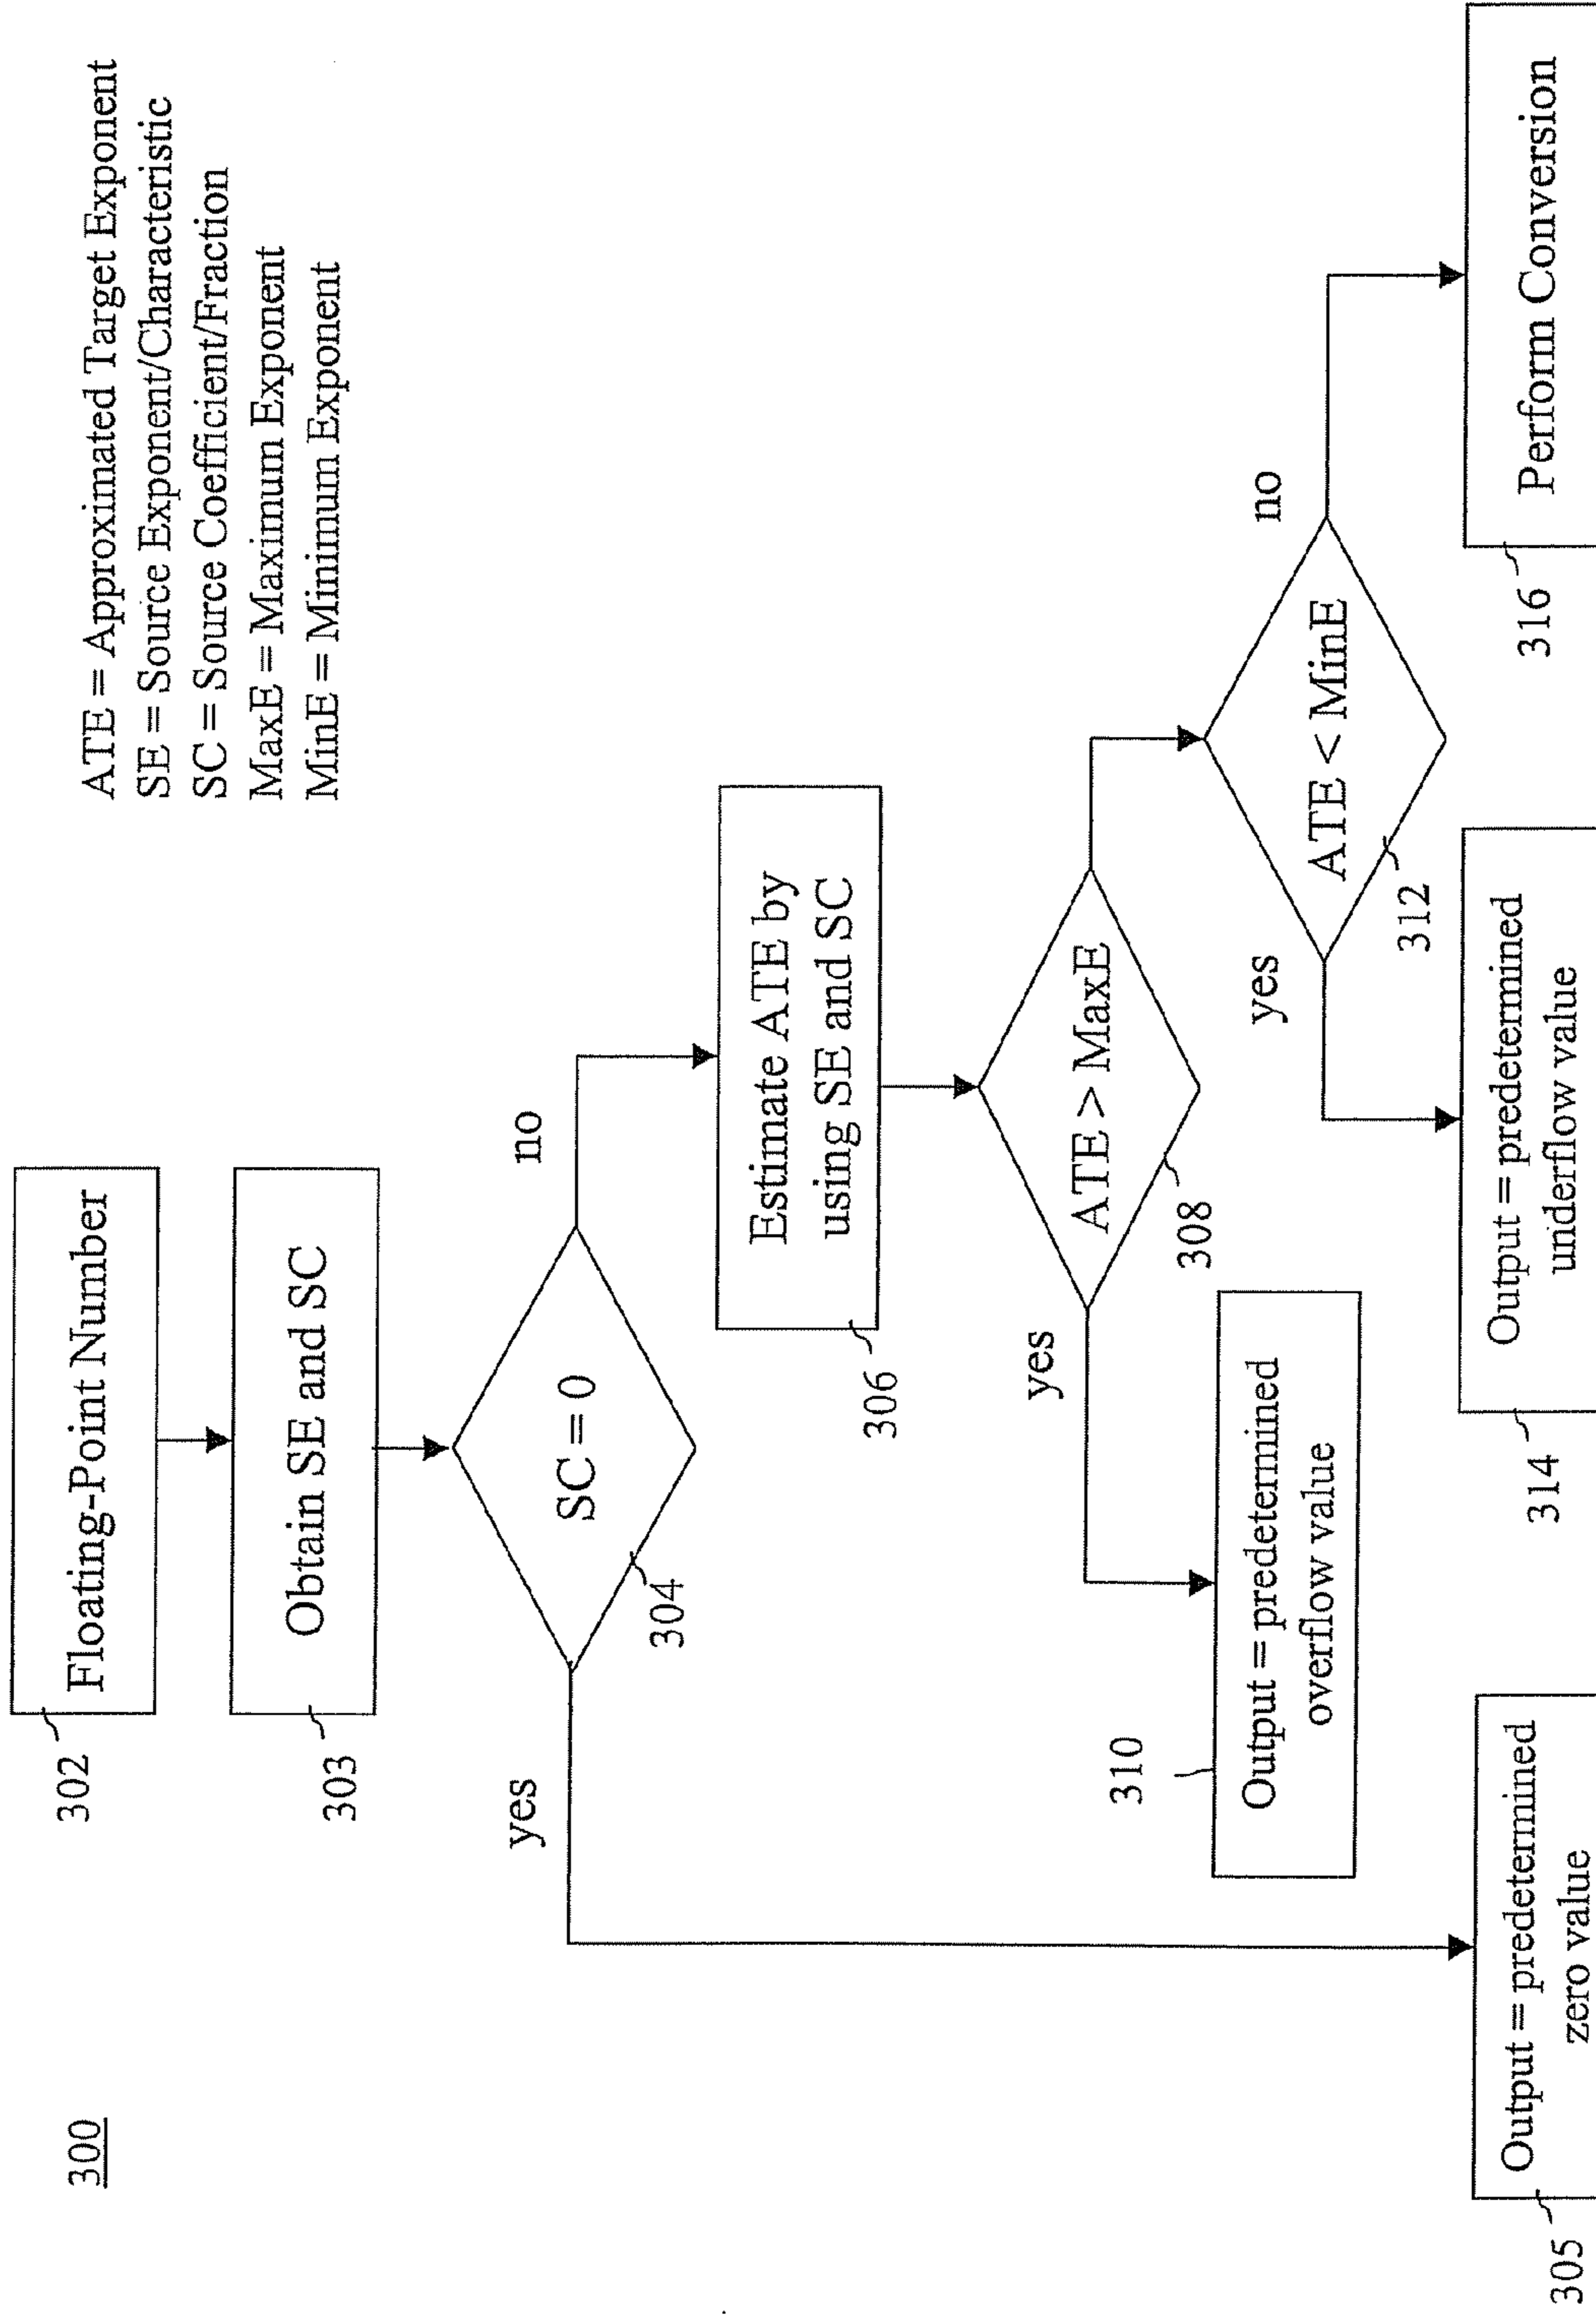 300
ATE = Approximated Target Exponent
SE = Source Exponent/Characteristic
SC = Source Coefficient/Fraction
MaxE = Maximum Exponent
MinE = Minimum Exponent
302
Floating-Point Number
303
Obtain SE and SC
304
SC = 0
yes
no
306
Estimate ATE by
using SE and SC
308
ATE > MaxE
yes
310
Output = predetermined
overflow value
312
ATE < MinE
yes
no
305
Output = predetermined
zero value
314
Output = predetermined
underflow value
316
Perform Conversion